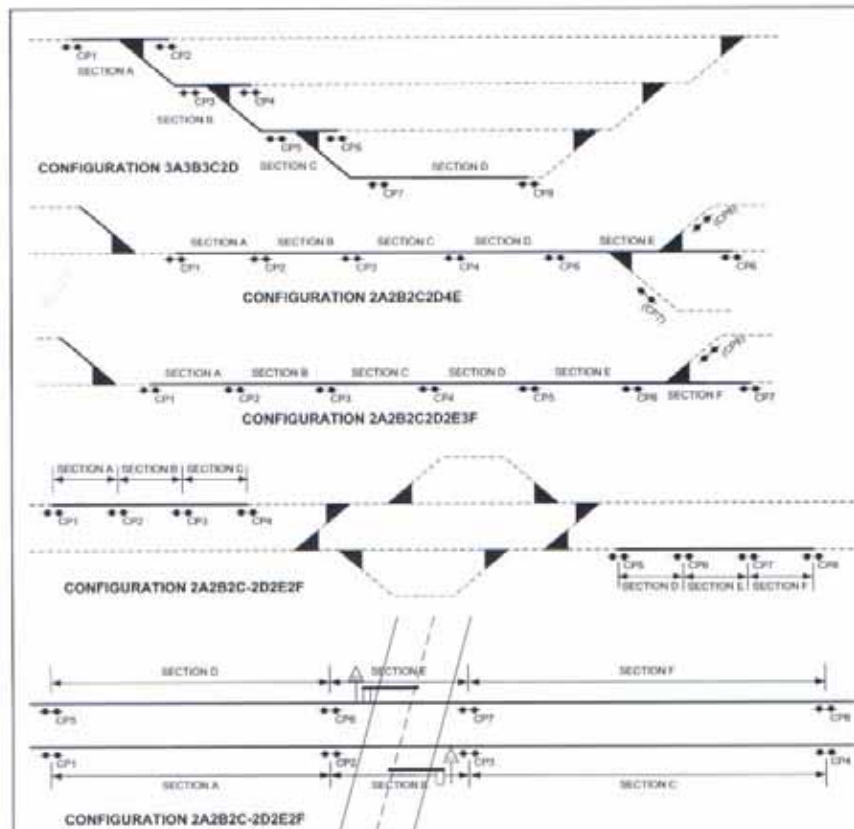 CP1 CP2
SECTION A
CP3 CP4
SECTION B
CP5 CP6
CONFIGURATION 3A3B3C2D SECTION C SECTION D
CP7 CP8
SECTION A SECTION B SECTION C SECTION D SECTION E
CP1 CP2 CP3 CP4 CP5 CP6
CONFIGURATION 2A2B2C2D4E
(CP7)
SECTION A SECTION B SECTION C SECTION D SECTION E
CP1 CP2 CP3 CP4 CP5 CP6 SECTION F CP7
CONFIGURATION 2A2B2C2D2E3F
SECTION A SECTION B SECTION C
CP1 CP2 CP3 CP4
CP5 CP6 CP7 CP8
CONFIGURATION 2A2B2C-2D2E2F SECTION D SECTION E SECTION F
SECTION D SECTION E SECTION F
CP5 CP6 CP7 CP8
CP1 CP2 CP3 CP4
SECTION A SECTION B SECTION C
CONFIGURATION 2A2B2C-2D2E2F